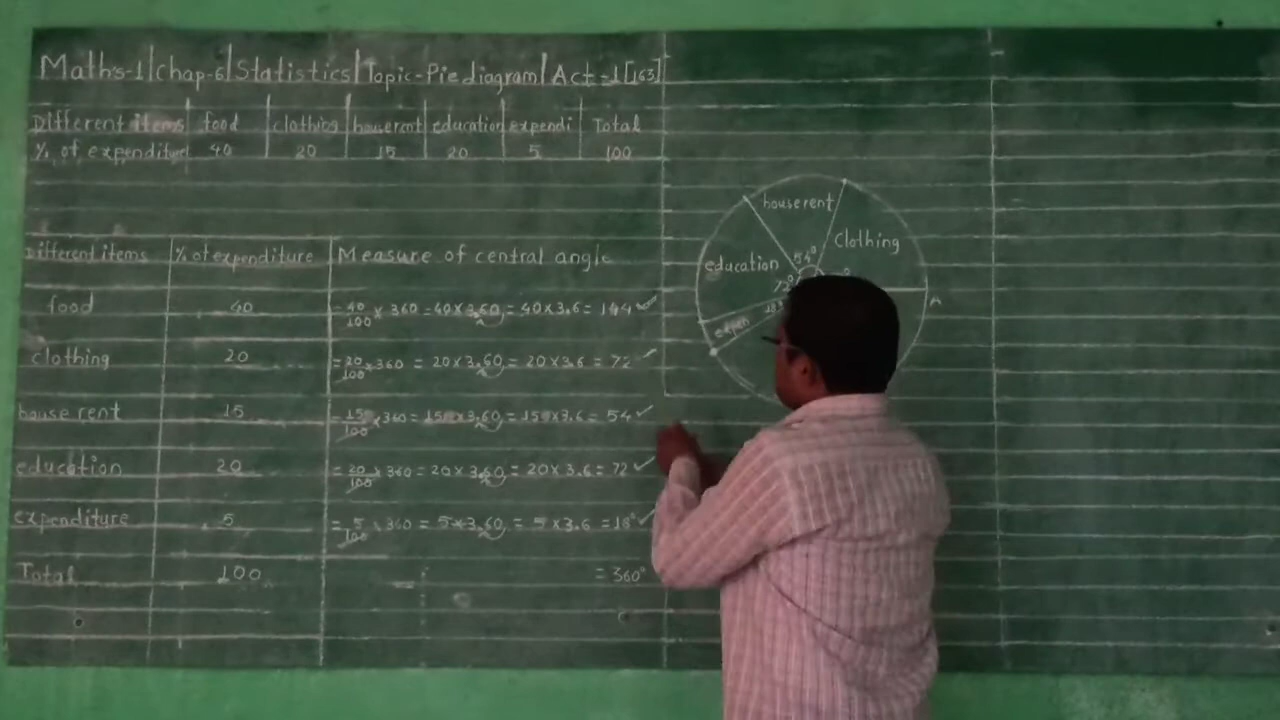 Maths-1|Chap-6|Statistics|Topic-Pie diagram|Act-1[163]
Different items food clothing house rent education expendi Total
% of expenditure 40 20 15 20 5 100
Different items % of expenditure Measure of central angle
food 40 = 40/100 × 360 = 40 × 3.60 = 40 × 3.6 = 144 ✓
clothing 20 = 20/100 × 360 = 20 × 3.60 = 20 × 3.6 = 72 ✓
house rent 15 = 15/100 × 360 = 15 × 3.60 = 15 × 3.6 = 54 ✓
education 20 = 20/100 × 360 = 20 × 3.60 = 20 × 3.6 = 72 ✓
expenditure 5 = 5/100 × 360 = 5 × 3.60 = 5 × 3.6 = 18° ✓
Total 100 = 360°
house rent
clothing
54°
education
18°
expen
A